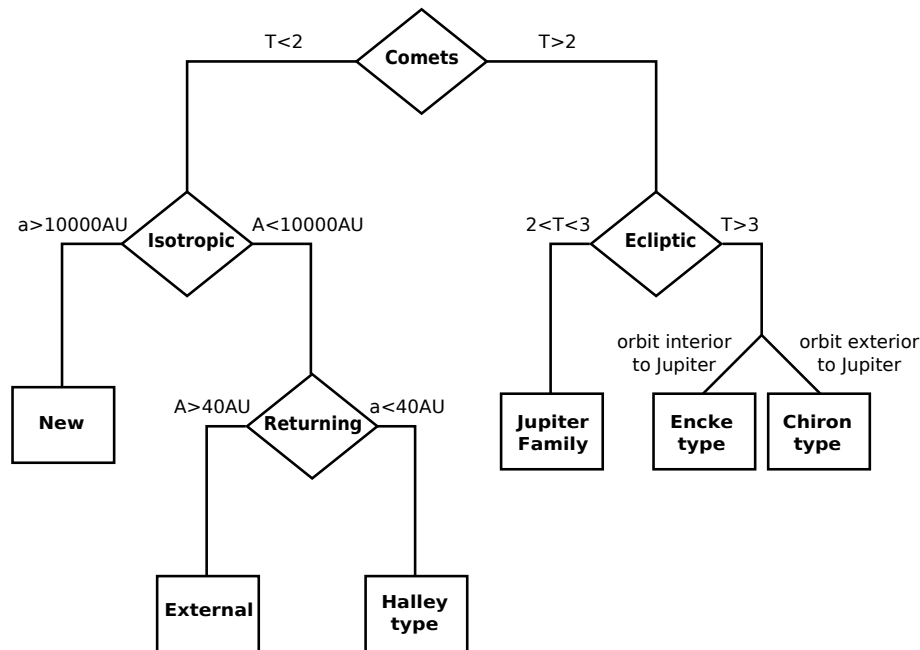 T<2
Comets
T>2
a>10000AU
Isotropic
A<10000AU
2<T<3
Ecliptic
T>3
orbit interior
to Jupiter
orbit exterior
to Jupiter
A>40AU
Returning
a<40AU
New
Jupiter
Family
Encke
type
Chiron
type
External
Halley
type